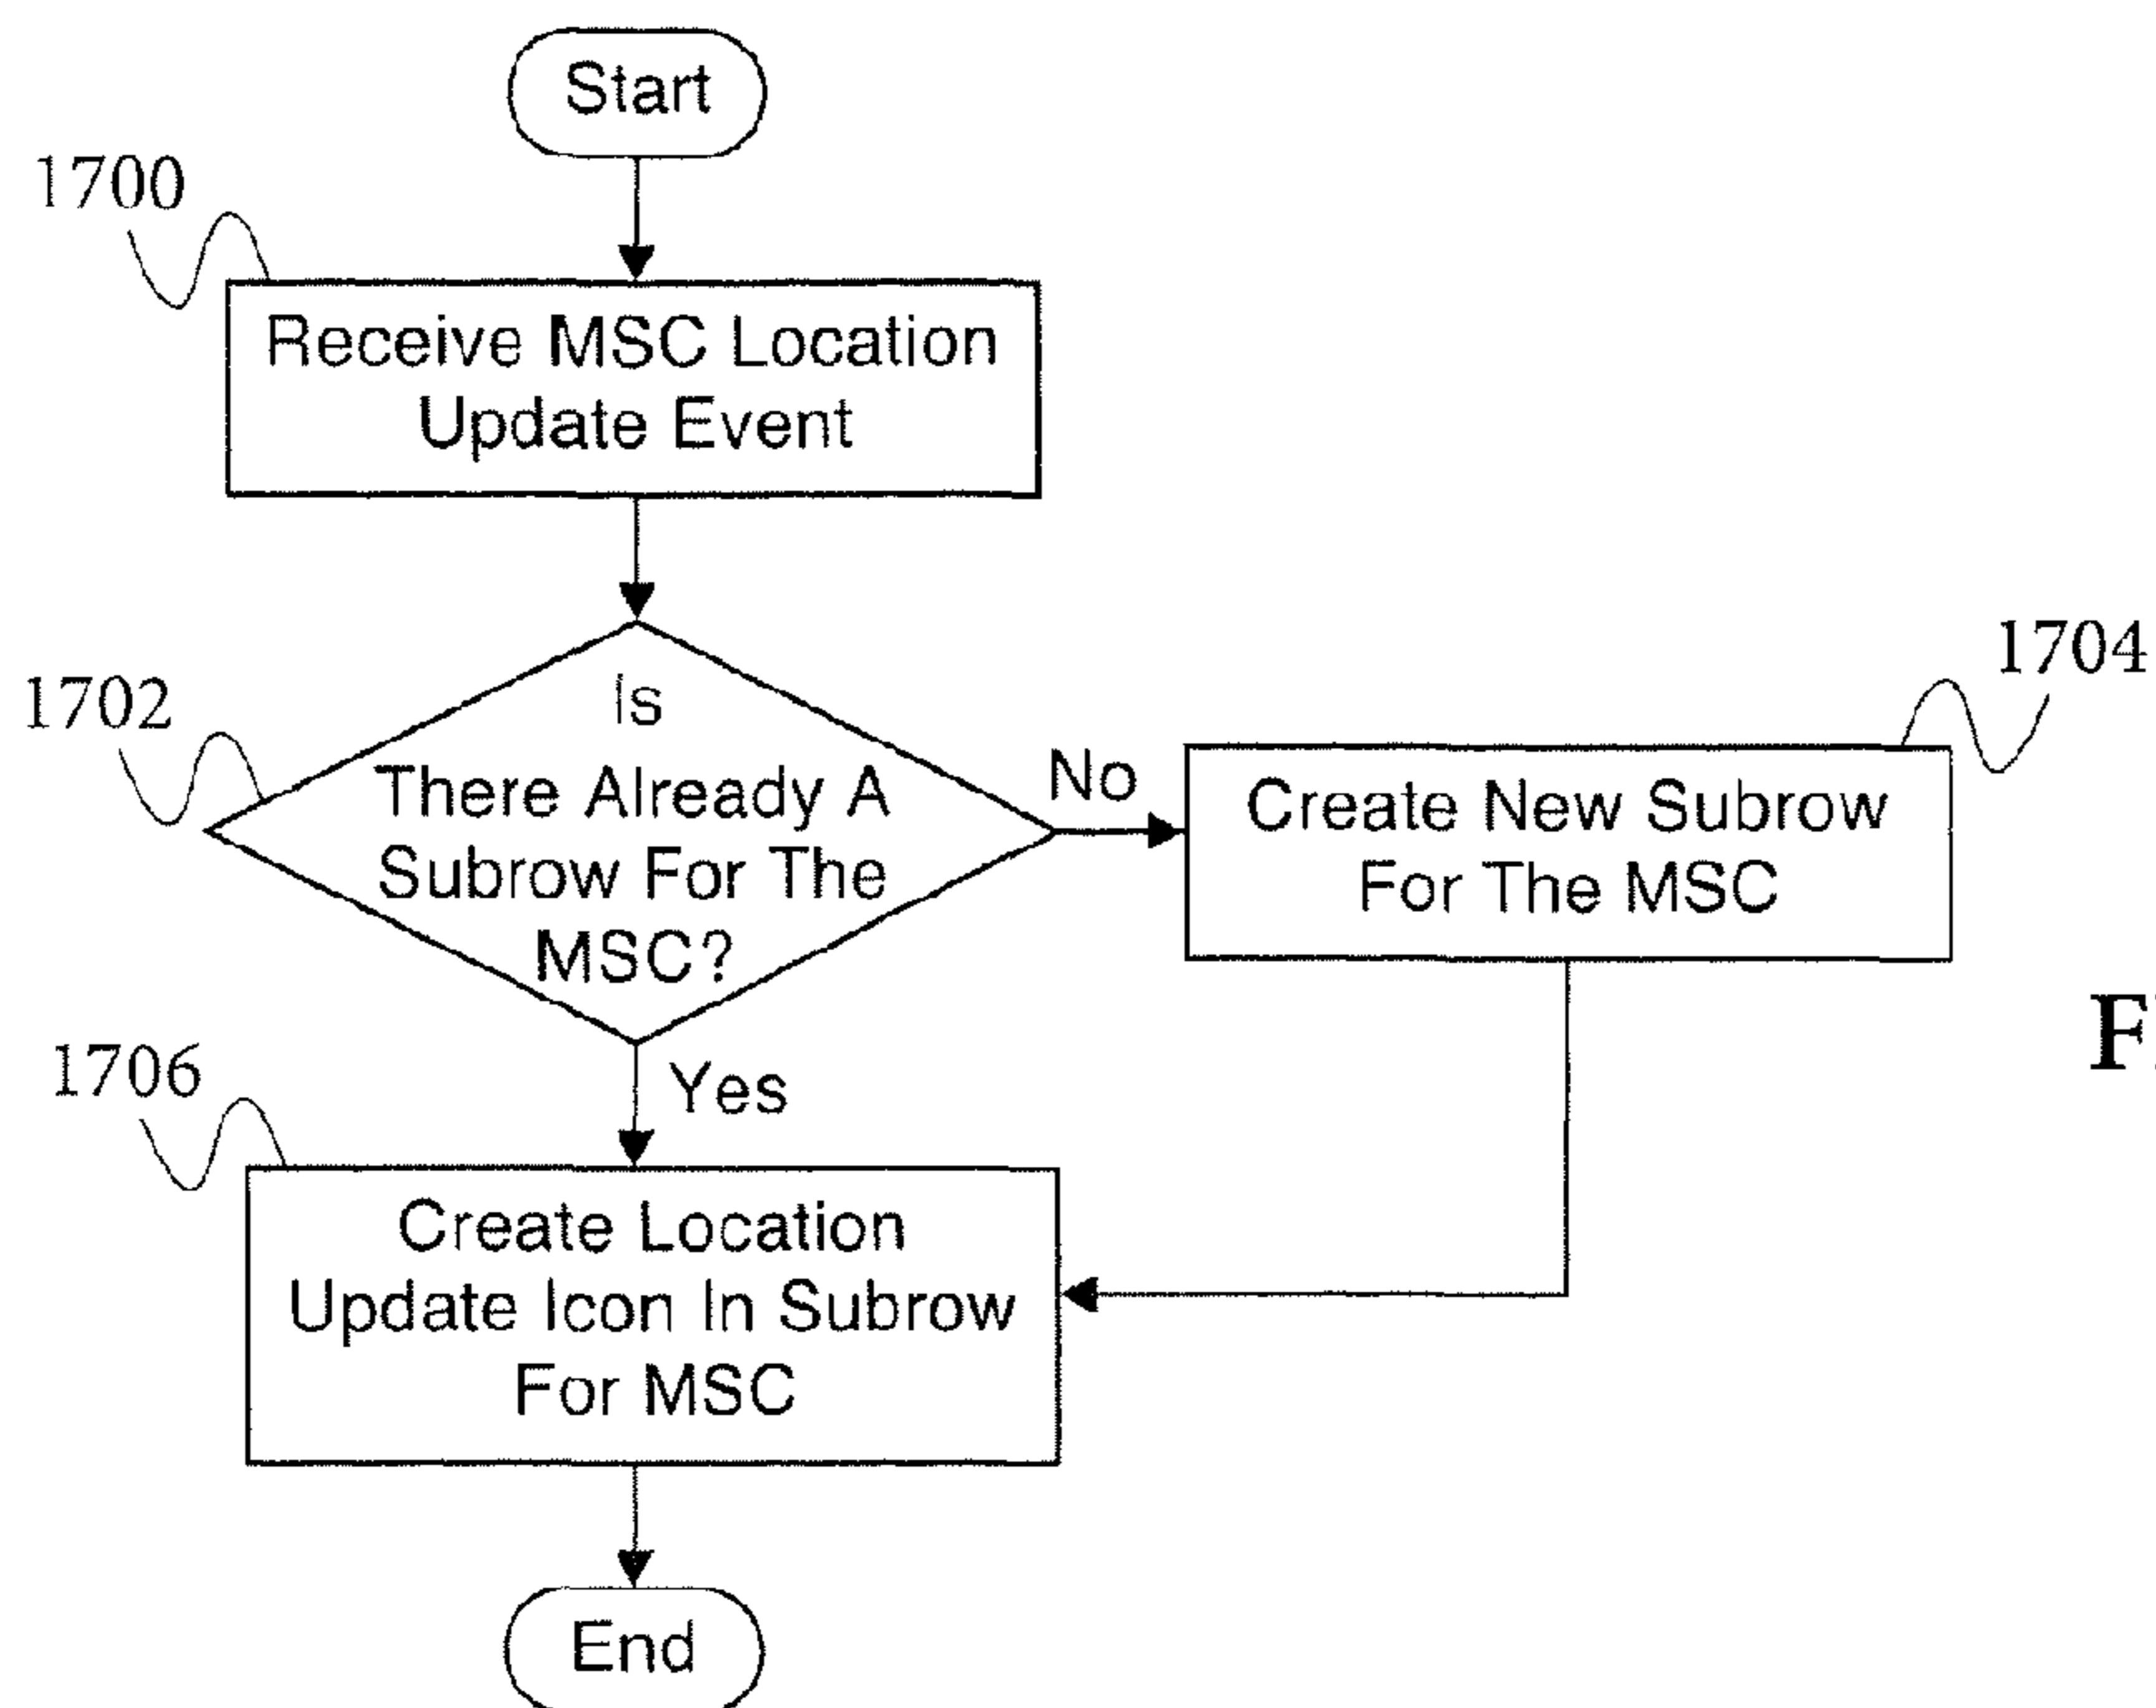 Start
1700
Receive MSC Location
Update Event
1702
Is
There Already A
Subrow For The
MSC?
No
1704
Create New Subrow
For The MSC
Yes
1706
Create Location
Update Icon In Subrow
For MSC
End